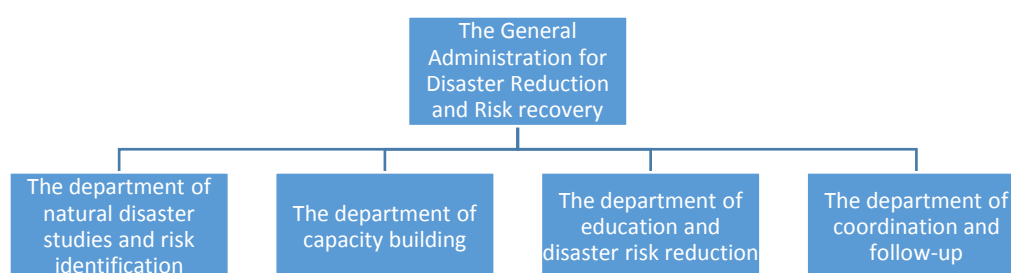 The General
Administration for
Disaster Reduction
and Risk recovery
The department of
natural disaster
studies and risk
identification
The department of
capacity building
The department of
education and
disaster risk reduction
The department of
coordination and
follow-up